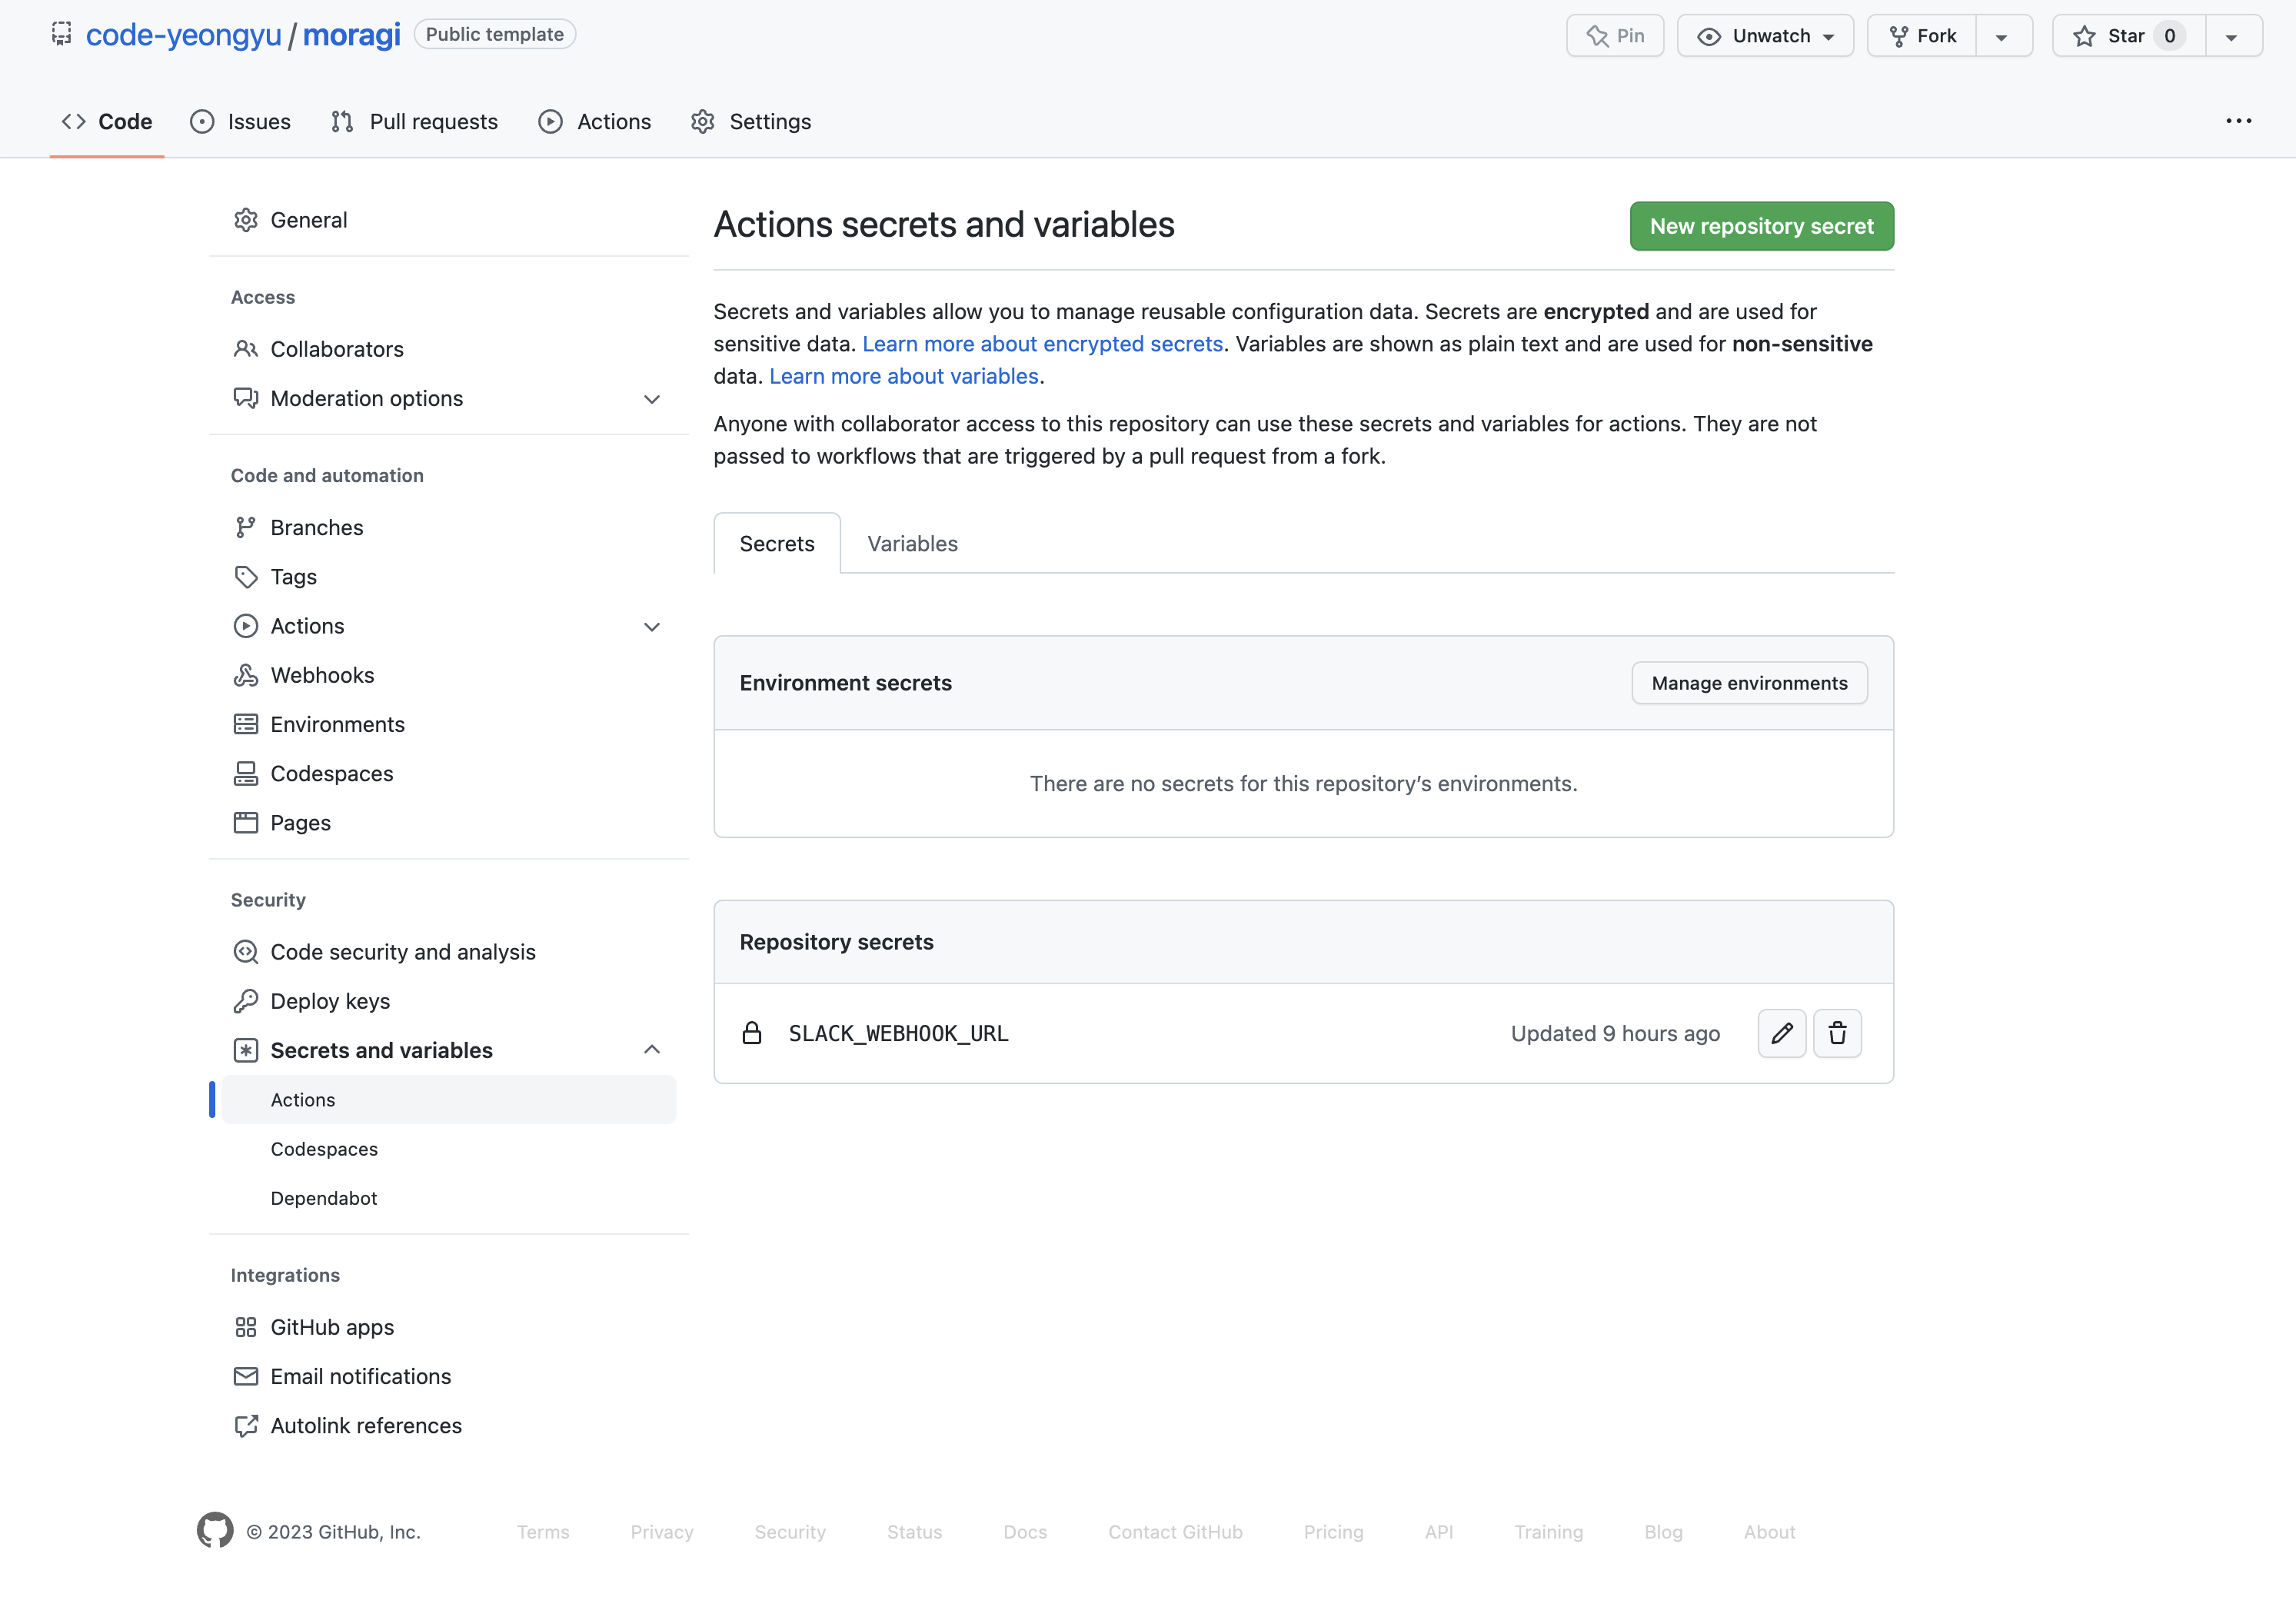 code-yeongyu / moragi Public template Pin Unwatch Fork Star 0
Code Issues Pull requests Actions Settings
General
Access
Collaborators
Moderation options
Code and automation
Branches
Tags
Actions
Webhooks
Environments
Codespaces
Pages
Security
Code security and analysis
Deploy keys
Secrets and variables
Actions
Codespaces
Dependabot
Integrations
GitHub apps
Email notifications
Autolink references
Actions secrets and variables
New repository secret
Secrets and variables allow you to manage reusable configuration data. Secrets are encrypted and are used for
sensitive data. Learn more about encrypted secrets. Variables are shown as plain text and are used for non-sensitive
data. Learn more about variables.
Anyone with collaborator access to this repository can use these secrets and variables for actions. They are not
passed to workflows that are triggered by a pull request from a fork.
Secrets Variables
Environment secrets Manage environments
There are no secrets for this repository’s environments.
Repository secrets
SLACK_WEBHOOK_URL Updated 9 hours ago
© 2023 GitHub, Inc. Terms Privacy Security Status Docs Contact GitHub Pricing API Training Blog About